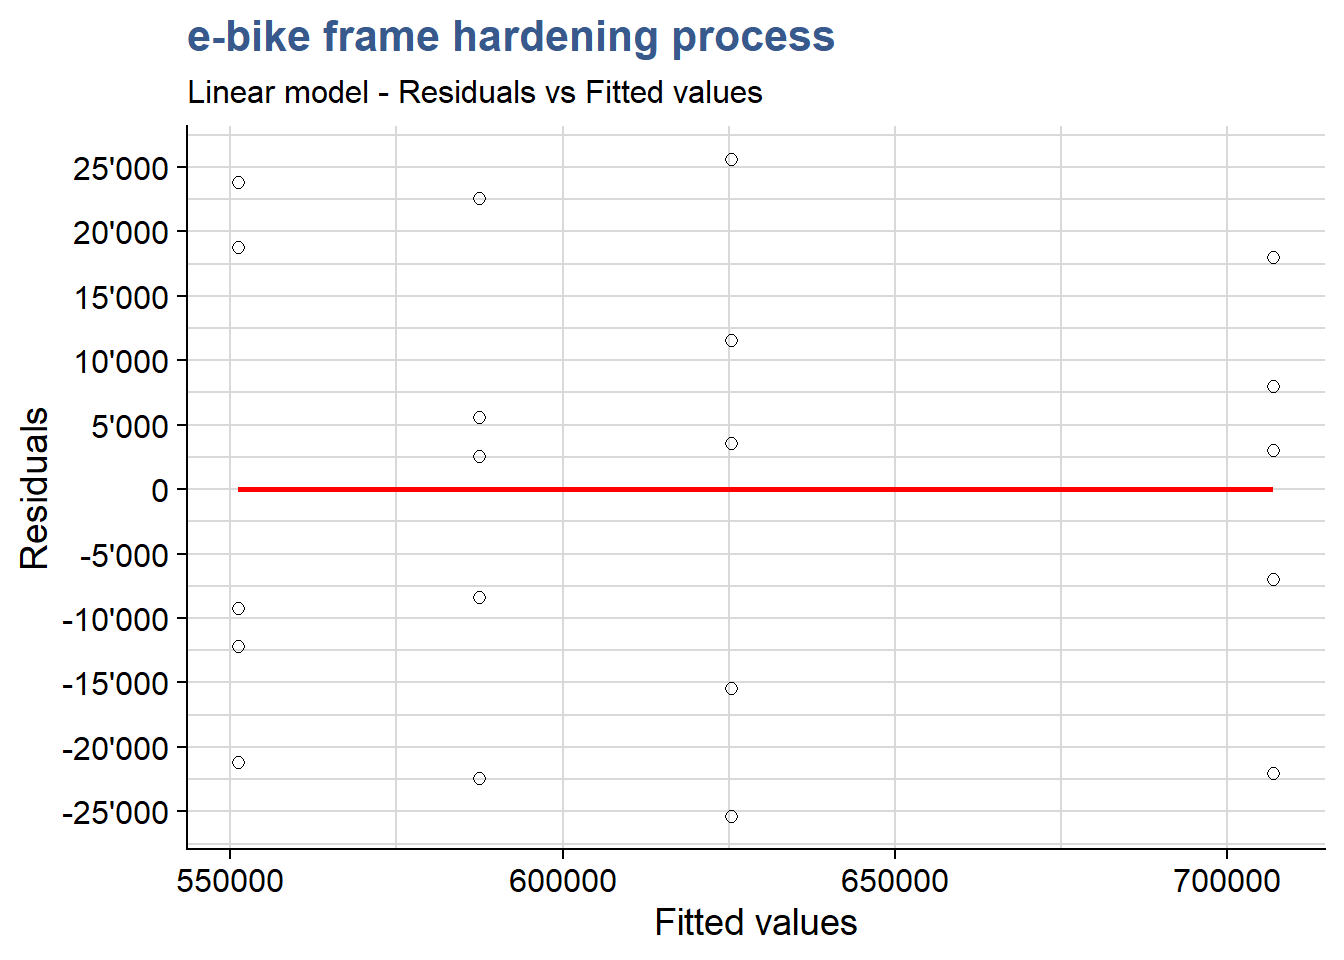 e-bike frame hardening process
Linear model - Residuals vs Fitted values
25'000
20'000
15'000
10'000
5'000
0
-5'000
-10'000
-15'000
-20'000
-25'000
Residuals
550000 600000 650000 700000
Fitted values